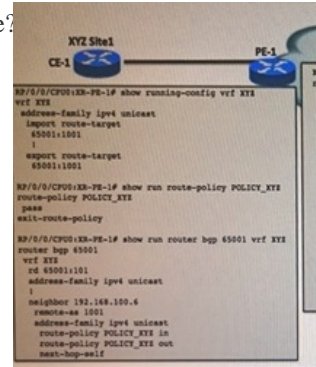 e?
XYZ Site1
CE-1
PE-1
RP/0/0/CPU0:XR-PE-1# show running-config vrf XYZ
vrf XYZ
address-family ipv4 unicast
import route-target
65001:1001
!
export route-target
65001:1001
RP/0/0/CPU0:XR-PE-1# show run route-policy POLICY_XYZ
route-policy POLICY_XYZ
pass
exit-route-policy
RP/0/0/CPU0:XR-PE-1# show run router bgp 65001 vrf XYZ
router bgp 65001
vrf XYZ
rd 65001:101
address-family ipv4 unicast
!
neighbor 192.168.100.6
remote-as 1001
address-family ipv4 unicast
route-policy POLICY_XYZ in
route-policy POLICY_XYZ out
next-hop-self